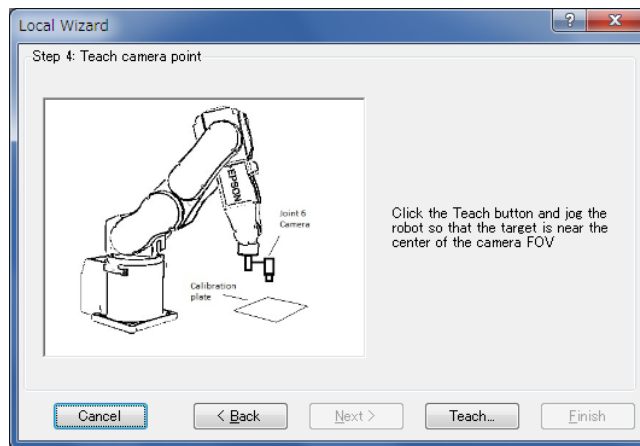 Local Wizard
Step 4: Teach camera point
EPSON
Joint 6
Camera
Calibration
plate
Click the Teach button and jog the
robot so that the target is near the
center of the camera FOV
Cancel
< Back
Next >
Teach...
Finish